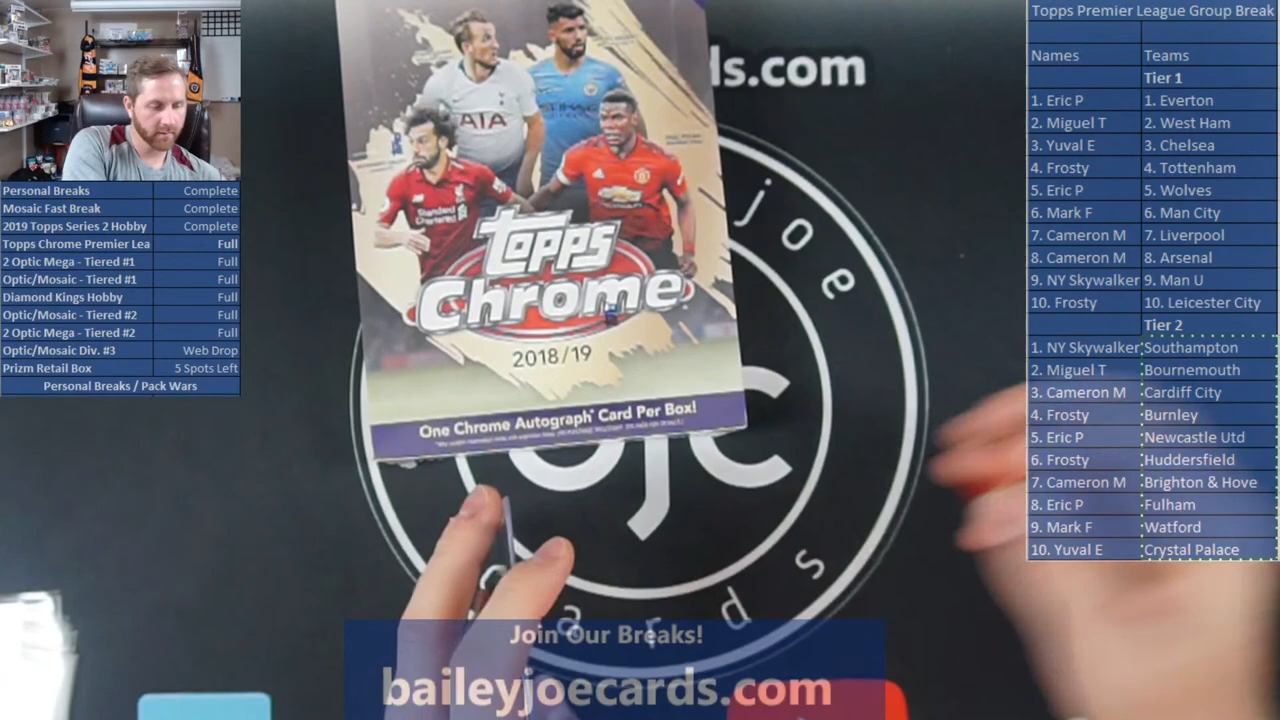 Personal Breaks Complete
Mosaic Fast Break Complete
2019 Topps Series 2 Hobby Complete
Topps Chrome Premier Lea Full
2 Optic Mega - Tiered #1 Full
Optic/Mosaic - Tiered #1 Full
Diamond Kings Hobby Full
Optic/Mosaic - Tiered #2 Full
2 Optic Mega - Tiered #2 Full
Optic/Mosaic Div. #3 Web Drop
Prizm Retail Box 5 Spots Left
Personal Breaks / Pack Wars
ls.com
AIA
Standard
Chartered
Topps
Chrome
2018/19
One Chrome Autograph Card Per Box!
joe
bjc
ards
Join Our Breaks!
baileyjoecards.com
Topps Premier League Group Break
Names Teams
Tier 1
1. Eric P 1. Everton
2. Miguel T 2. West Ham
3. Yuval E 3. Chelsea
4. Frosty 4. Tottenham
5. Eric P 5. Wolves
6. Mark F 6. Man City
7. Cameron M 7. Liverpool
8. Cameron M 8. Arsenal
9. NY Skywalker 9. Man U
10. Frosty 10. Leicester City
Tier 2
1. NY Skywalker Southampton
2. Miguel T Bournemouth
3. Cameron M Cardiff City
4. Frosty Burnley
5. Eric P Newcastle Utd
6. Frosty Huddersfield
7. Cameron M Brighton & Hove
8. Eric P Fulham
9. Mark F Watford
10. Yuval E Crystal Palace